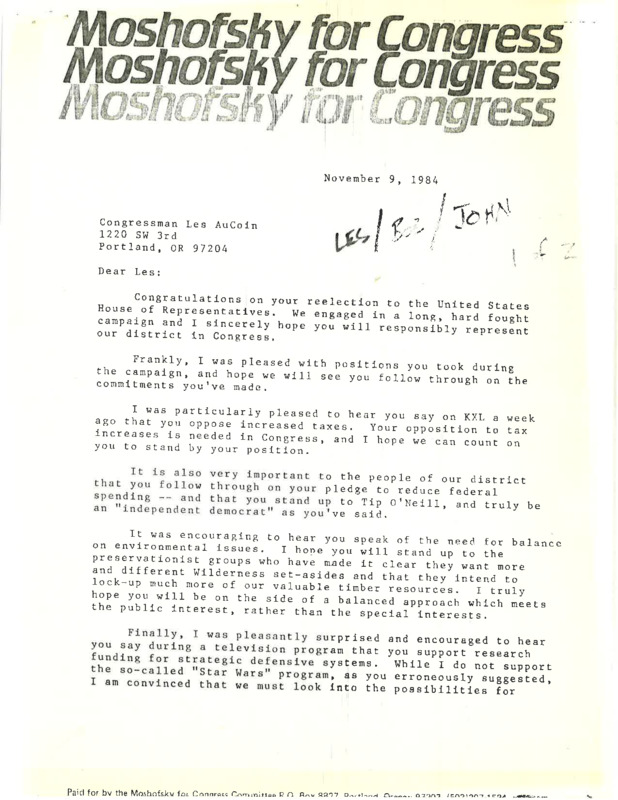 Moshofsky for Congress
Moshofsky for Congress
Moshofsky for Congress
November 9, 1984
Congressman Les AuCoin
1220 SW 3rd
Portland, OR 97204
LES/Bob/JOHN
1 of 2
Dear Les:
Congratulations on your reelection to the United States
House of Representatives. We engaged in a long, hard fought
campaign and I sincerely hope you will responsibly represent
our district in Congress.
Frankly, I was pleased with positions you took during
the campaign, and hope we will see you follow through on the
commitments you've made.
I was particularly pleased to hear you say on KXL a week
ago that you oppose increased taxes. Your opposition to tax
increases is needed in Congress, and I hope we can count on
you to stand by your position.
It is also very important to the people of our district
that you follow through on your pledge to reduce federal
spending -- and that you stand up to Tip O'Neill, and truly be
an "independent democrat" as you've said.
It was encouraging to hear you speak of the need for balance
on environmental issues. I hope you will stand up to the
preservationist groups who have made it clear they want more
and different Wilderness set-asides and that they intend to
lock-up much more of our valuable timber resources. I truly
hope you will be on the side of a balanced approach which meets
the public interest, rather than the special interests.
Finally, I was pleasantly surprised and encouraged to hear
you say during a television program that you support research
funding for strategic defensive systems. While I do not support
the so-called "Star Wars" program, as you erroneously suggested,
I am convinced that we must look into the possibilities for
Paid for by the Moshofsky for Congress Committee P.O. Box 8827, Portland, Oregon